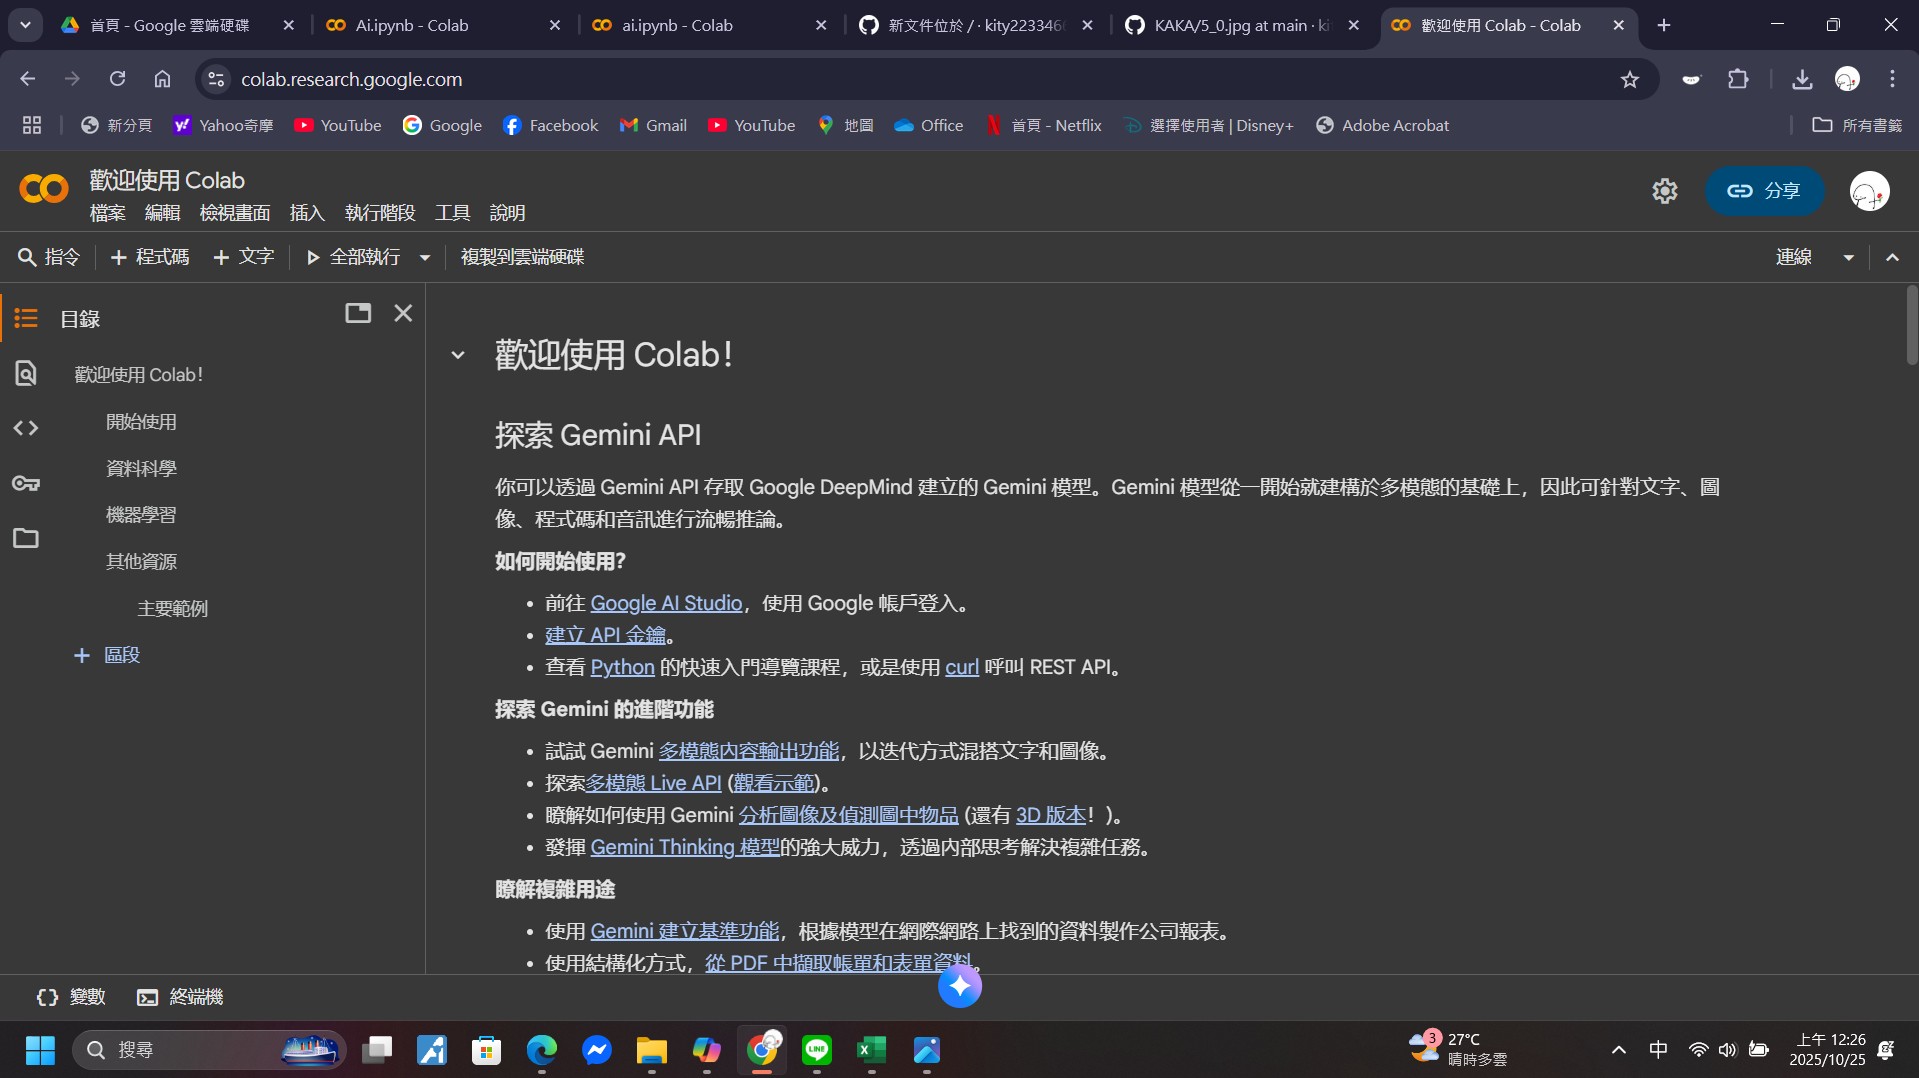 首頁 - Google 雲端硬碟
Ai.ipynb - Colab
ai.ipynb - Colab
新文件位於 / · kity2233466
KAKA/5_0.jpg at main · ki
歡迎使用 Colab - Colab
colab.research.google.com
新分頁
Yahoo奇摩
YouTube
Google
Facebook
Gmail
YouTube
地圖
Office
首頁 - Netflix
選擇使用者 | Disney+
Adobe Acrobat
所有書籤
歡迎使用 Colab
檔案 編輯 檢視畫面 插入 執行階段 工具 說明
分享
指令 + 程式碼 + 文字 全部執行 複製到雲端硬碟
連線
目錄
歡迎使用 Colab！
開始使用
資料科學
機器學習
其他資源
主要範例
+ 區段
歡迎使用 Colab！
探索 Gemini API
你可以透過 Gemini API 存取 Google DeepMind 建立的 Gemini 模型。Gemini 模型從一開始就建構於多模態的基礎上，因此可針對文字、圖
像、程式碼和音訊進行流暢推論。
如何開始使用？
• 前往 Google AI Studio，使用 Google 帳戶登入。
• 建立 API 金鑰。
• 查看 Python 的快速入門導覽課程，或是使用 curl 呼叫 REST API。
探索 Gemini 的進階功能
• 試試 Gemini 多模態內容輸出功能，以迭代方式混搭文字和圖像。
• 探索多模態 Live API (觀看示範)。
• 瞭解如何使用 Gemini 分析圖像及偵測圖中物品 (還有 3D 版本！)。
• 發揮 Gemini Thinking 模型的強大威力，透過內部思考解決複雜任務。
瞭解複雜用途
• 使用 Gemini 建立基準功能，根據模型在網際網路上找到的資料製作公司報表。
• 使用結構化方式，從 PDF 中擷取帳單和表單資料。
{} 變數
終端機
搜尋
LINE
3
27°C
晴時多雲
中
上午 12:26
2025/10/25